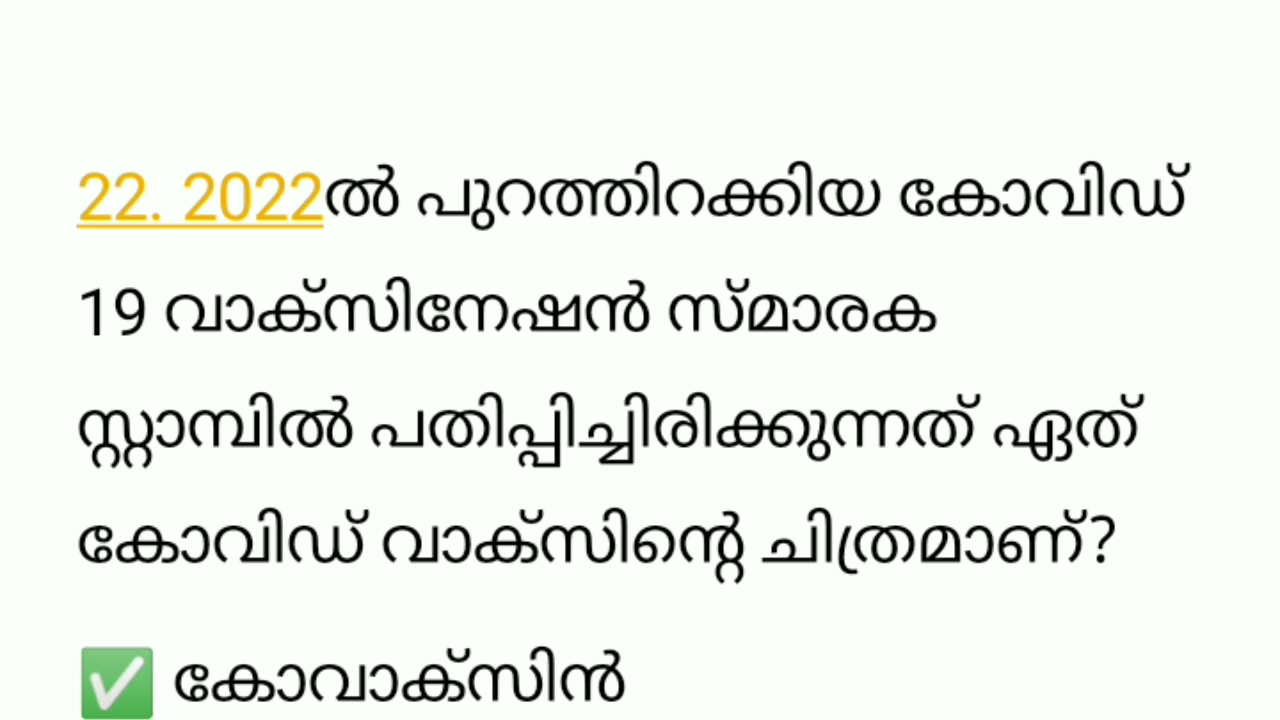 22. 2022ൽ പുറത്തിറക്കിയ കോവിഡ്
19 വാക്സിനേഷൻ സ്മാരക
സ്റ്റാമ്പിൽ പതിപ്പിച്ചിരിക്കുന്നത് ഏത്
കോവിഡ് വാക്സിന്റെ ചിത്രമാണ്?
✅ കോവാക്സിൻ